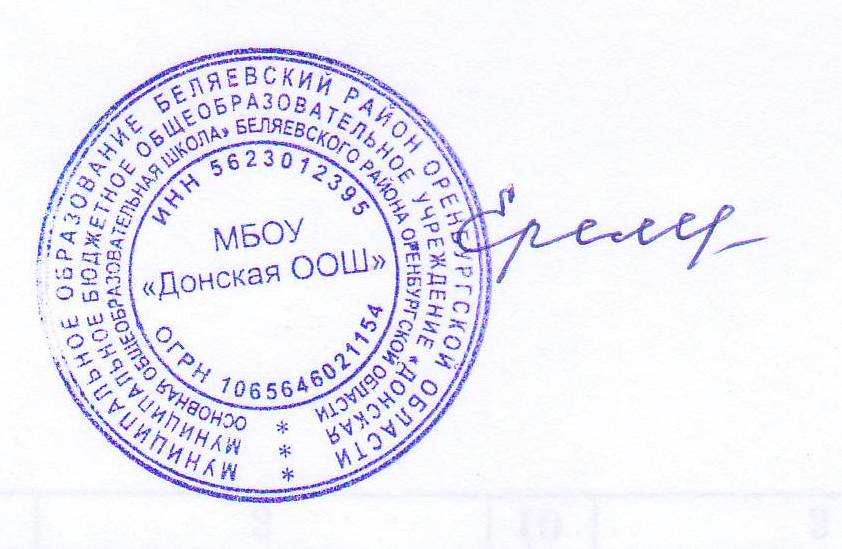 МУНИЦИПАЛЬНОЕ ОБРАЗОВАНИЕ БЕЛЯЕВСКИЙ РАЙОН ОРЕНБУРГСКОЙ ОБЛАСТИ
МУНИЦИПАЛЬНОЕ БЮДЖЕТНОЕ ОБЩЕОБРАЗОВАТЕЛЬНОЕ УЧРЕЖДЕНИЕ «ДОНСКАЯ
ОСНОВНАЯ ОБЩЕОБРАЗОВАТЕЛЬНАЯ ШКОЛА» БЕЛЯЕВСКОГО РАЙОНА ОРЕНБУРГСКОЙ ОБЛАСТИ
* * *
ИНН 5623012395
МБОУ
«Донская ООШ»
ОГРН 1065646021154